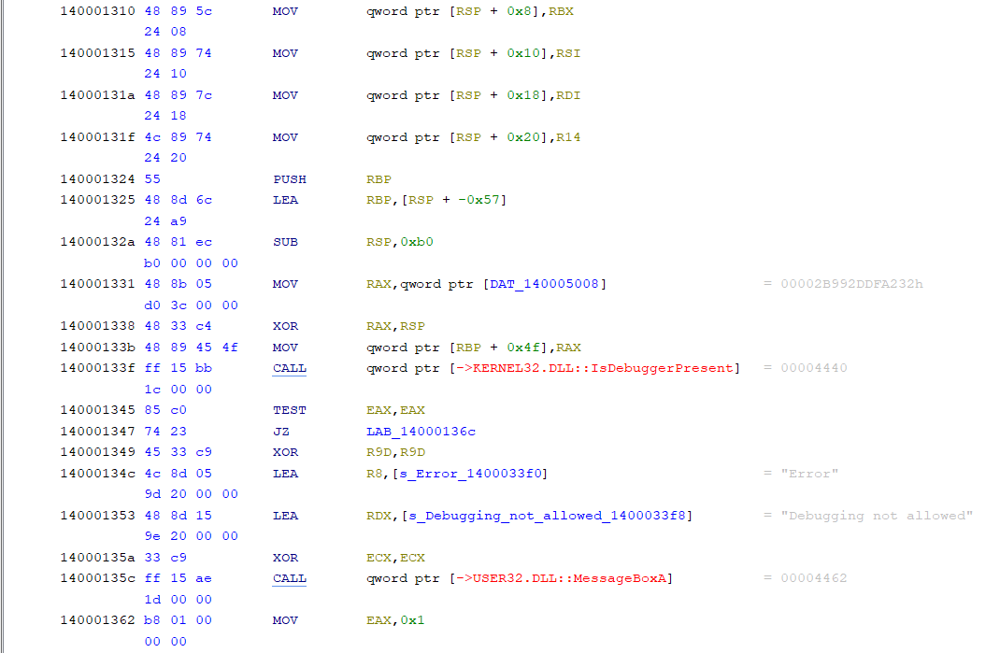 140001310 48 89 5c MOV qword ptr [RSP + 0x8],RBX
24 08
140001315 48 89 74 MOV qword ptr [RSP + 0x10],RSI
24 10
14000131a 48 89 7c MOV qword ptr [RSP + 0x18],RDI
24 18
14000131f 4c 89 74 MOV qword ptr [RSP + 0x20],R14
24 20
140001324 55 PUSH RBP
140001325 48 8d 6c LEA RBP,[RSP + -0x57]
24 a9
14000132a 48 81 ec SUB RSP,0xb0
b0 00 00 00
140001331 48 8b 05 MOV RAX,qword ptr [DAT_140005008] = 00002B992DDFA232h
d0 3c 00 00
140001338 48 33 c4 XOR RAX,RSP
14000133b 48 89 45 4f MOV qword ptr [RBP + 0x4f],RAX
14000133f ff 15 bb CALL qword ptr [->KERNEL32.DLL::IsDebuggerPresent] = 00004440
1c 00 00
140001345 85 c0 TEST EAX,EAX
140001347 74 23 JZ LAB_14000136c
140001349 45 33 c9 XOR R9D,R9D
14000134c 4c 8d 05 LEA R8,[s_Error_1400033f0] = "Error"
9d 20 00 00
140001353 48 8d 15 LEA RDX,[s_Debugging_not_allowed_1400033f8] = "Debugging not allowed"
9e 20 00 00
14000135a 33 c9 XOR ECX,ECX
14000135c ff 15 ae CALL qword ptr [->USER32.DLL::MessageBoxA] = 00004462
1d 00 00
140001362 b8 01 00 MOV EAX,0x1
00 00